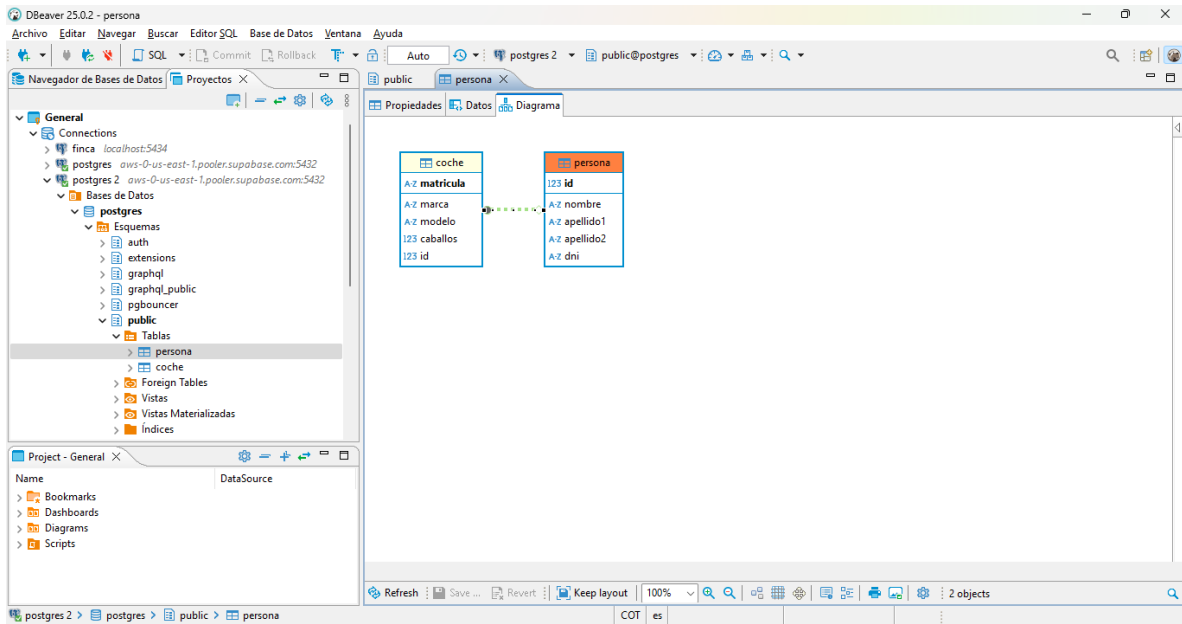 DBeaver 25.0.2 - persona
Archivo Editar Navegar Buscar Editor SQL Base de Datos Ventana Ayuda
SQL Commit Rollback Auto postgres 2 public@postgres
Navegador de Bases de Datos Proyectos
public persona
Propiedades Datos Diagrama
General
Connections
finca localhost:5434
postgres aws-0-us-east-1.pooler.supabase.com:5432
postgres 2 aws-0-us-east-1.pooler.supabase.com:5432
Bases de Datos
postgres
Esquemas
auth
extensions
graphql
graphql_public
pgbouncer
public
Tablas
persona
coche
Foreign Tables
Vistas
Vistas Materializadas
Índices
coche
A-Z matricula
A-Z marca
A-Z modelo
123 caballos
123 id
persona
123 id
A-Z nombre
A-Z apellido1
A-Z apellido2
A-Z dni
Project - General
Name DataSource
Bookmarks
Dashboards
Diagrams
Scripts
Refresh Save ... Revert Keep layout 100% 2 objects
postgres 2 > postgres > public > persona
COT es